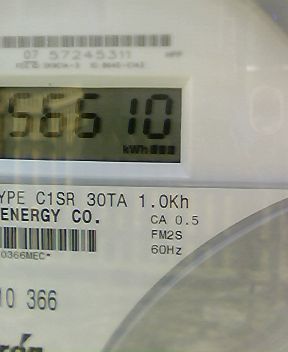 07 57245311
56610
kWh
YPE C1SR 30TA 1.0Kh
ENERGY CO.
CA 0.5
FM2S
60Hz
0366MEC*
10 366